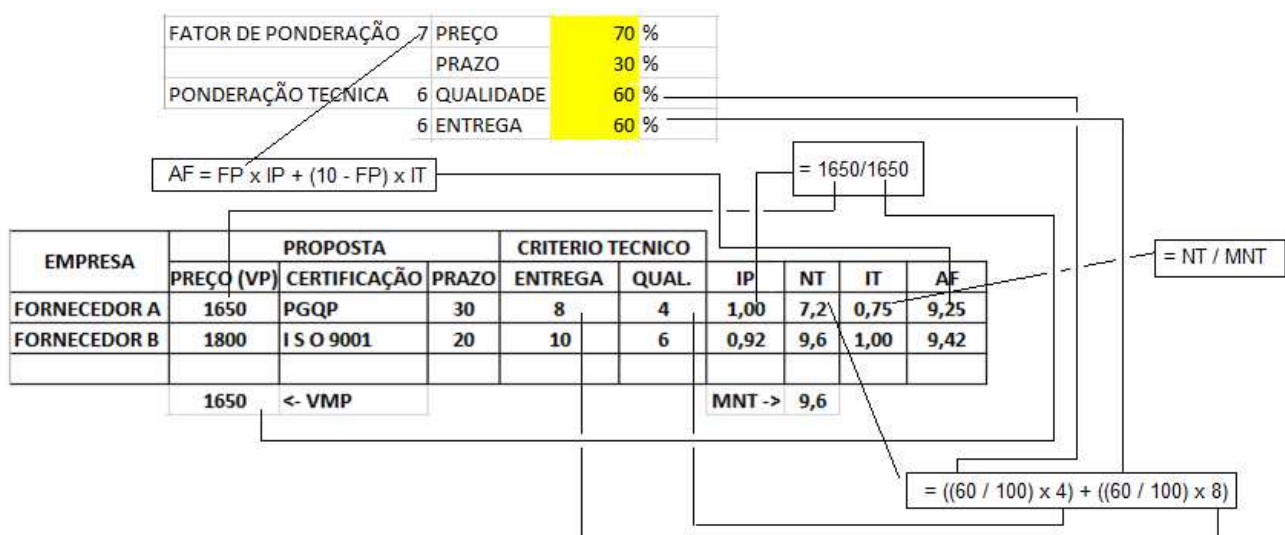 FATOR DE PONDERAÇÃO 7 PREÇO 70 %
PRAZO 30 %
PONDERAÇÃO TECNICA 6 QUALIDADE 60 %
6 ENTREGA 60 %
AF = FP x IP + (10 - FP) x IT
= 1650/1650
= NT / MNT
EMPRESA PROPOSTA CRITERIO TECNICO
PREÇO (VP) CERTIFICAÇÃO PRAZO ENTREGA QUAL. IP NT IT AF
FORNECEDOR A 1650 PGQP 30 8 4 1,00 7,2 0,75 9,25
FORNECEDOR B 1800 I S O 9001 20 10 6 0,92 9,6 1,00 9,42
1650 <- VMP MNT -> 9,6
= ((60 / 100) x 4) + ((60 / 100) x 8)